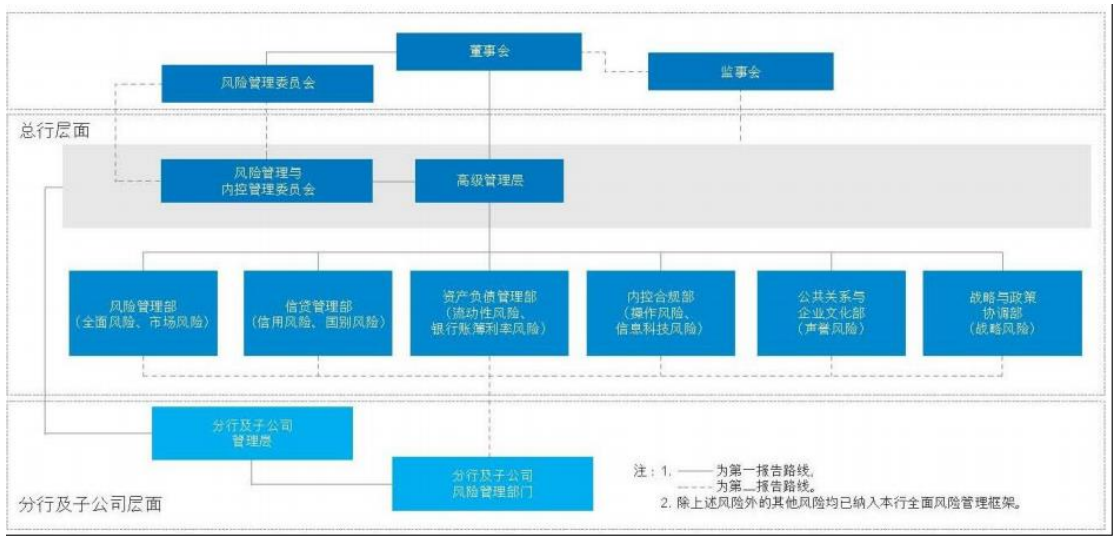 董事会
风险管理委员会
监事会
总行层面
风险管理与
内控管理委员会
高级管理层
风险管理部
（全面风险、市场风险）
信贷管理部
（信用风险、国别风险）
资产负债管理部
（流动性风险、
银行账簿利率风险）
内控合规部
（操作风险、
信息科技风险）
公共关系与
企业文化部
（声誉风险）
战略与政策
协调部
（战略风险）
分行及子公司
管理层
分行及子公司
风险管理部门
分行及子公司层面
注：1. 为第一报告路线，
为第二报告路线。
2. 除上述风险外的其他风险均已纳入本行全面风险管理框架。